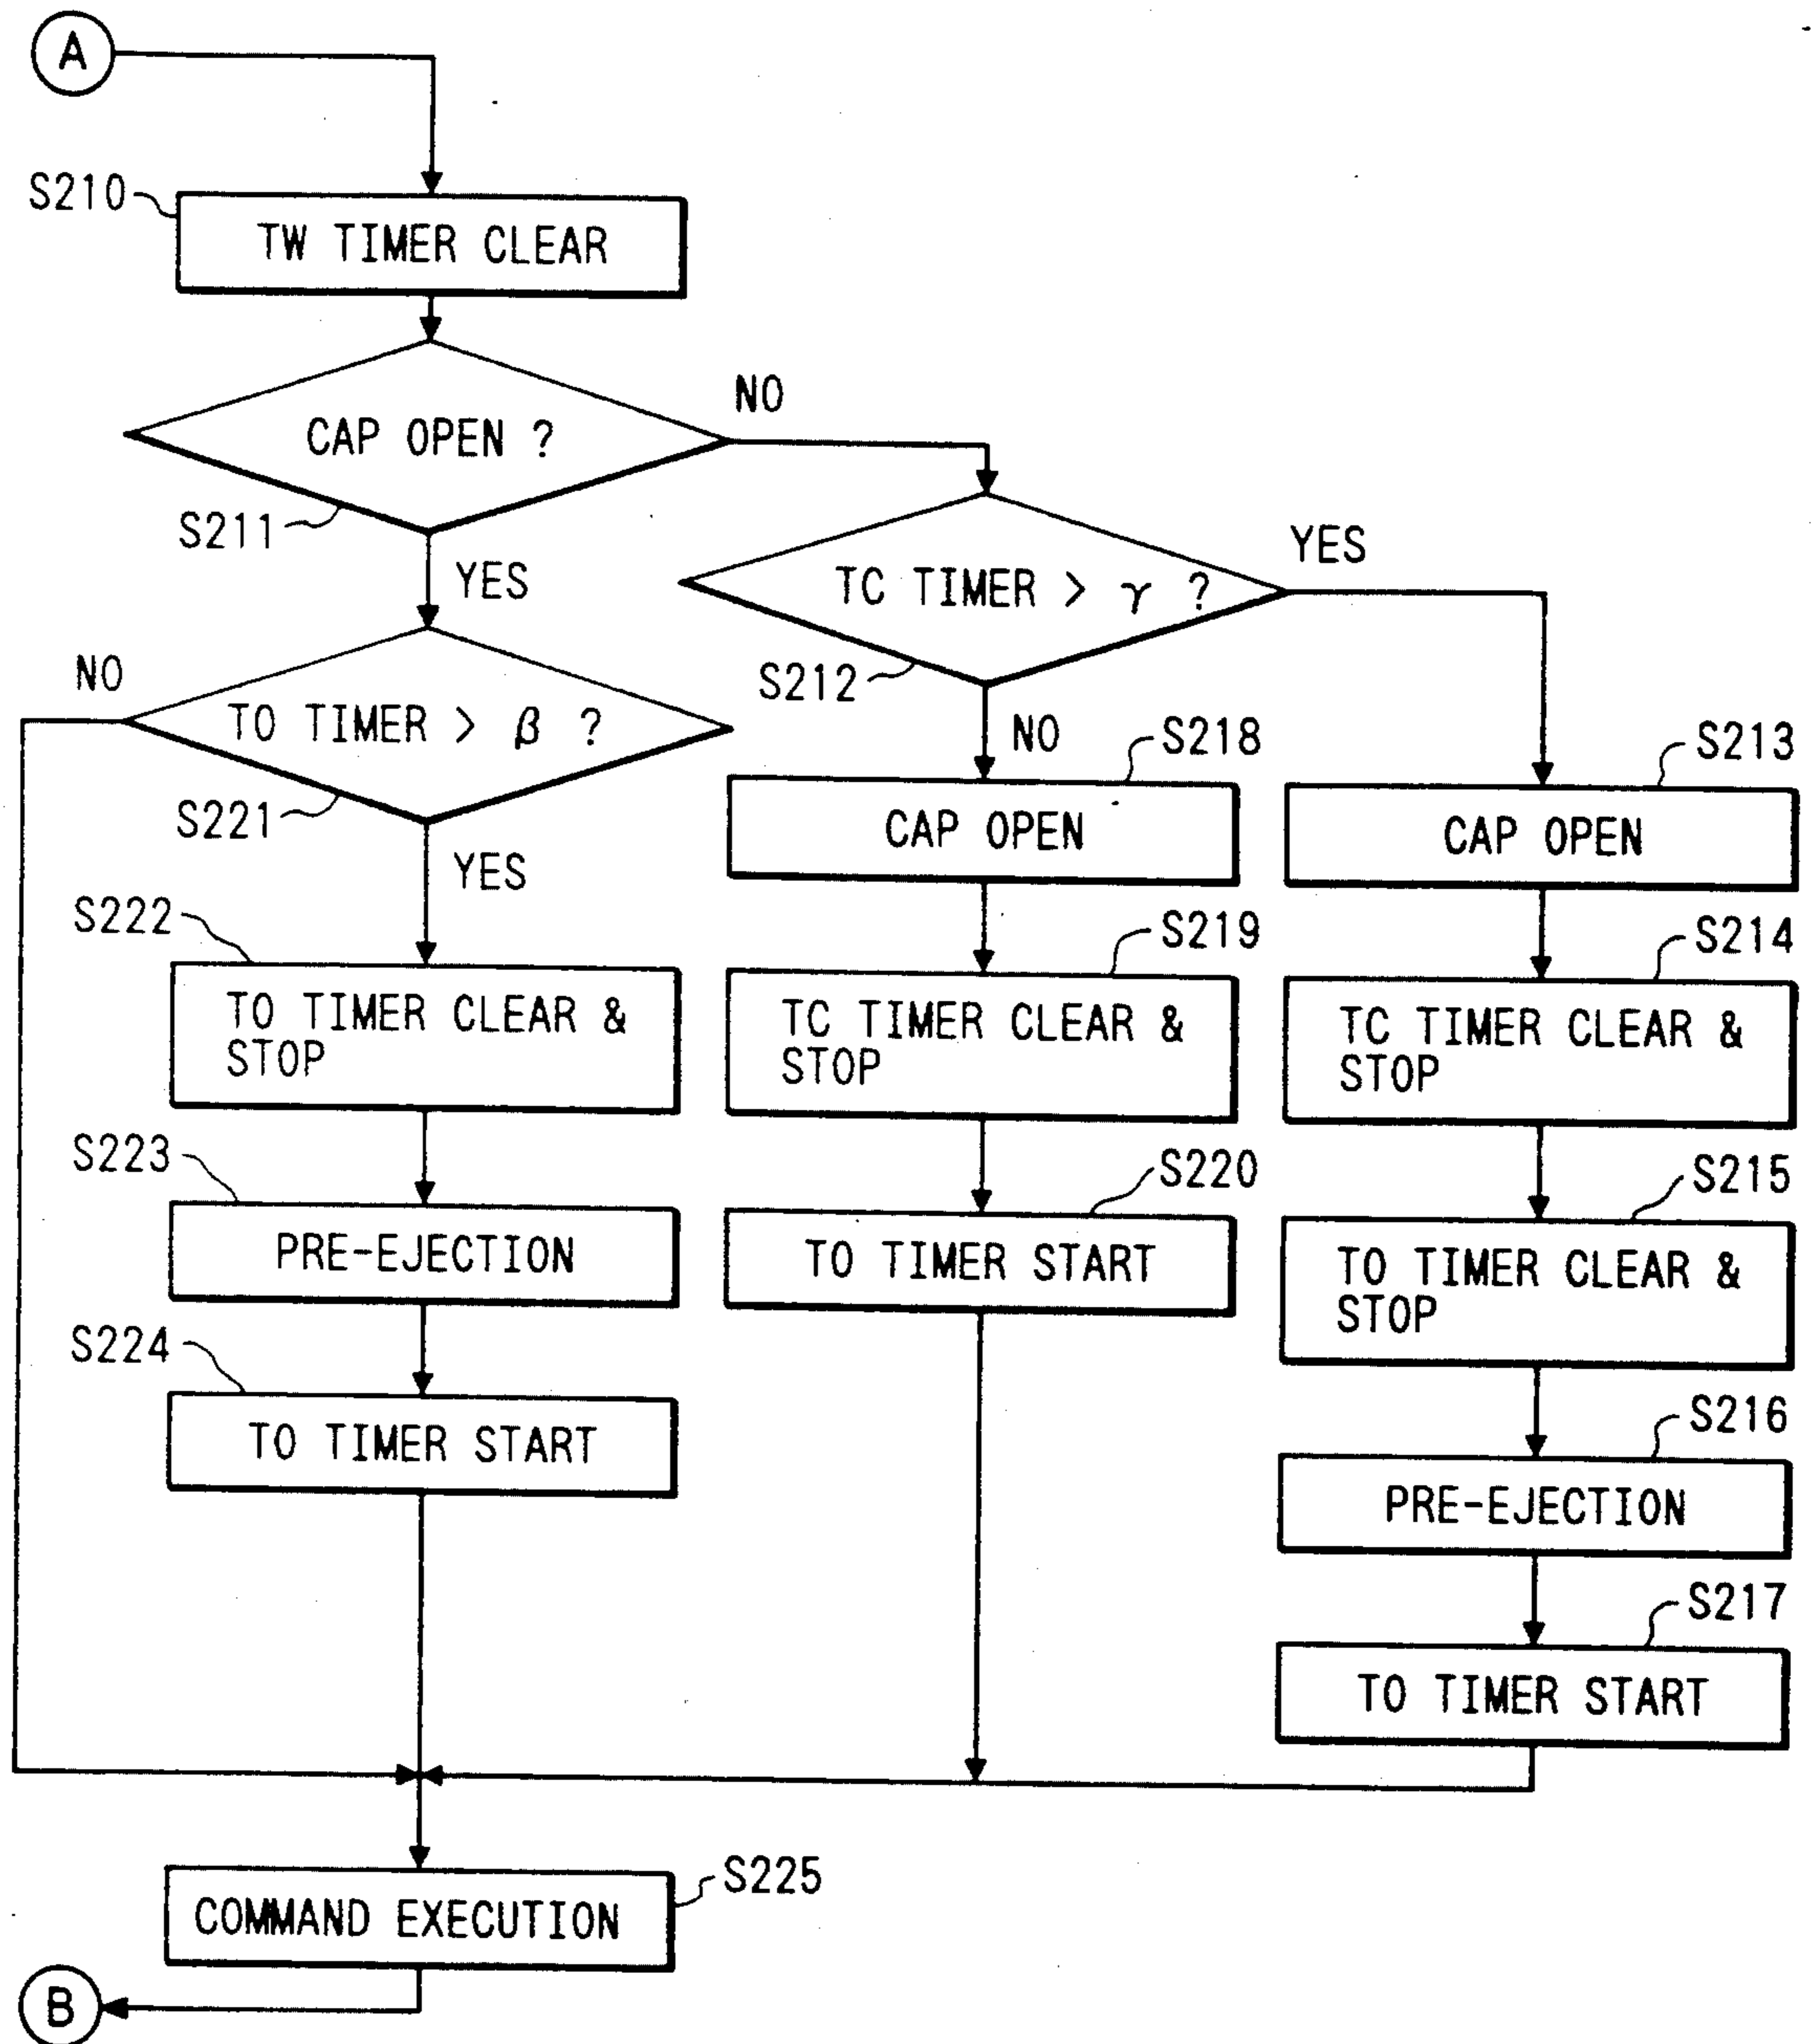 A
S210
TW TIMER CLEAR
CAP OPEN ?
NO
S211
YES
TC TIMER > γ ?
YES
S212
NO
TO TIMER > β ?
NO
S221
YES
S218
CAP OPEN
S213
CAP OPEN
S222
TO TIMER CLEAR &
STOP
S219
TC TIMER CLEAR &
STOP
S214
TC TIMER CLEAR &
STOP
S223
PRE-EJECTION
S220
TO TIMER START
S215
TO TIMER CLEAR &
STOP
S224
TO TIMER START
S216
PRE-EJECTION
S217
TO TIMER START
S225
COMMAND EXECUTION
B